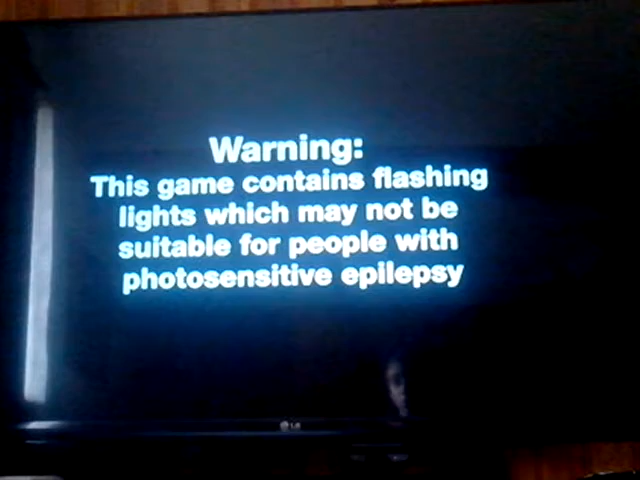 Warning:
This game contains flashing
lights which may not be
suitable for people with
photosensitive epilepsy
LG